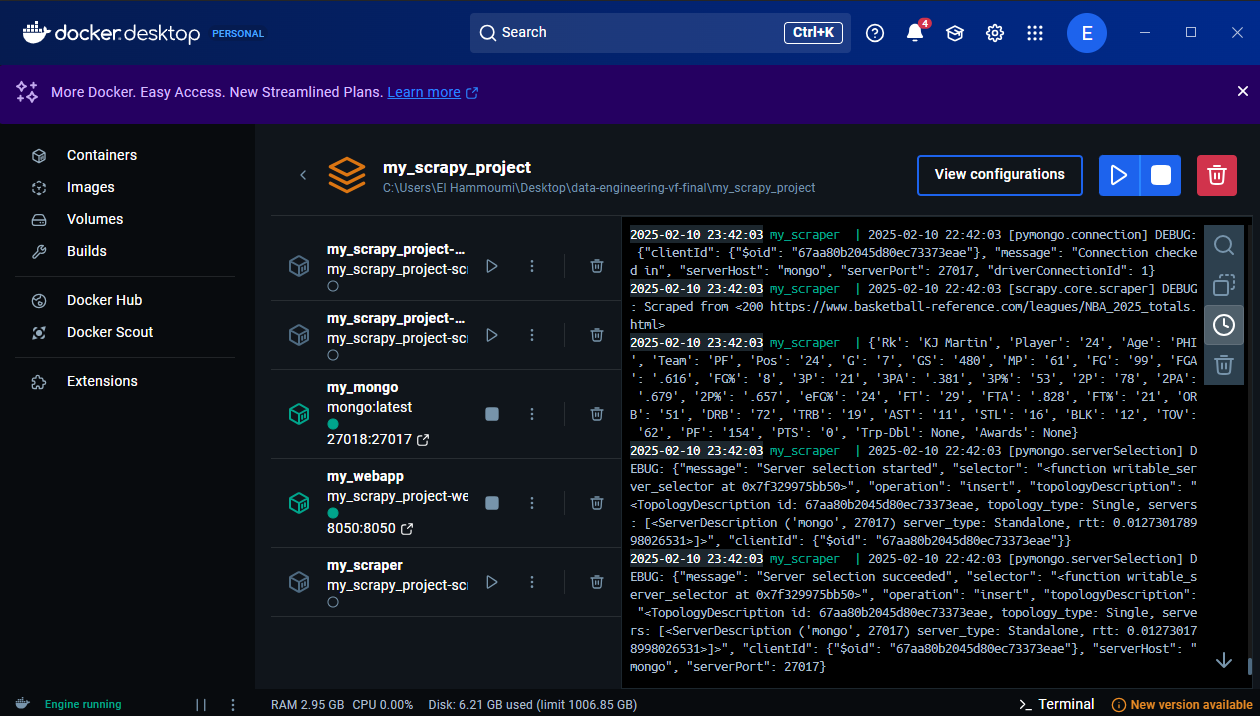 docker.desktop PERSONAL
Search Ctrl+K
4
E
More Docker. Easy Access. New Streamlined Plans. Learn more
Containers
Images
Volumes
Builds
Docker Hub
Docker Scout
Extensions
my_scrapy_project
C:\Users\El Hammoumi\Desktop\data-engineering-vf-final\my_scrapy_project
View configurations
my_scrapy_project-...
my_scrapy_project-scr
my_scrapy_project-...
my_scrapy_project-scr
my_mongo
mongo:latest
27018:27017
my_webapp
my_scrapy_project-we
8050:8050
my_scraper
my_scrapy_project-scr
2025-02-10 23:42:03 my_scraper | 2025-02-10 22:42:03 [pymongo.connection] DEBUG:
{"clientId": {"$oid": "67aa80b2045d80ec73373eae"}, "message": "Connection checke
d in", "serverHost": "mongo", "serverPort": 27017, "driverConnectionId": 1}
2025-02-10 23:42:03 my_scraper | 2025-02-10 22:42:03 [scrapy.core.scraper] DEBUG
: Scraped from <200 https://www.basketball-reference.com/leagues/NBA_2025_totals.
html>
2025-02-10 23:42:03 my_scraper | {'Rk': 'KJ Martin', 'Player': '24', 'Age': 'PHI
', 'Team': 'PF', 'Pos': '24', 'G': '7', 'GS': '480', 'MP': '61', 'FG': '99', 'FGA
': '.616', 'FG%': '8', '3P': '21', '3PA': '.381', '3P%': '53', '2P': '78', '2PA':
'.679', '2P%': '.657', 'eFG%': '24', 'FT': '29', 'FTA': '.828', 'FT%': '21', 'OR
B': '51', 'DRB': '72', 'TRB': '19', 'AST': '11', 'STL': '16', 'BLK': '12', 'TOV':
'62', 'PF': '154', 'PTS': '0', 'Trp-Dbl': None, 'Awards': None}
2025-02-10 23:42:03 my_scraper | 2025-02-10 22:42:03 [pymongo.serverSelection] D
EBUG: {"message": "Server selection started", "selector": "<function writable_ser
ver_selector at 0x7f329975bb50>", "operation": "insert", "topologyDescription": "
<TopologyDescription id: 67aa80b2045d80ec73373eae, topology_type: Single, servers
: [<ServerDescription ('mongo', 27017) server_type: Standalone, rtt: 0.0127301789
98026531>]>", "clientId": {"$oid": "67aa80b2045d80ec73373eae"}}
2025-02-10 23:42:03 my_scraper | 2025-02-10 22:42:03 [pymongo.serverSelection] D
EBUG: {"message": "Server selection succeeded", "selector": "<function writable_s
erver_selector at 0x7f329975bb50>", "operation": "insert", "topologyDescription":
"<TopologyDescription id: 67aa80b2045d80ec73373eae, topology_type: Single, serve
rs: [<ServerDescription ('mongo', 27017) server_type: Standalone, rtt: 0.01273017
8998026531>]>", "clientId": {"$oid": "67aa80b2045d80ec73373eae"}, "serverHost": "
mongo", "serverPort": 27017}
Engine running
RAM 2.95 GB CPU 0.00% Disk: 6.21 GB used (limit 1006.85 GB)
>_ Terminal
New version available